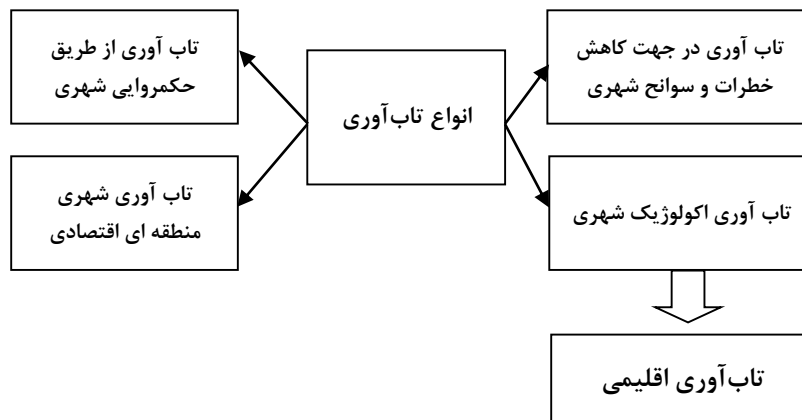 تاب آوری در جهت کاهش
خطرات و سوانح شهری
انواع تاب‌آوری
تاب آوری از طریق
حکمروایی شهری
تاب آوری اکولوژیک شهری
تاب آوری شهری
منطقه ای اقتصادی
تاب‌آوری اقلیمی